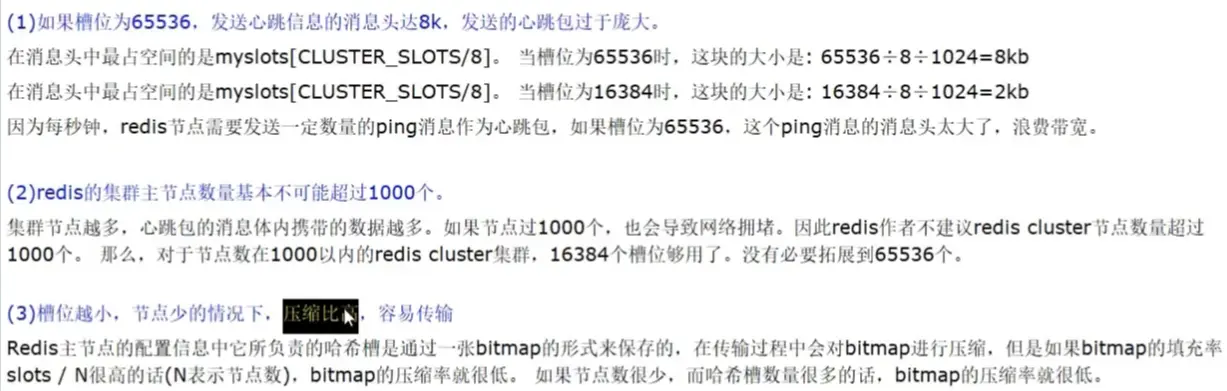 (1)如果槽位为65536，发送心跳信息的消息头达8k，发送的心跳包过于庞大。
在消息头中最占空间的是myslots[CLUSTER_SLOTS/8]。 当槽位为65536时，这块的大小是: 65536÷8÷1024=8kb
在消息头中最占空间的是myslots[CLUSTER_SLOTS/8]。 当槽位为16384时，这块的大小是: 16384÷8÷1024=2kb
因为每秒钟，redis节点需要发送一定数量的ping消息作为心跳包，如果槽位为65536，这个ping消息的消息头太大了，浪费带宽。
(2)redis的集群主节点数量基本不可能超过1000个。
集群节点越多，心跳包的消息体内携带的数据越多。如果节点过1000个，也会导致网络拥堵。因此redis作者不建议redis cluster节点数量超过
1000个。 那么，对于节点数在1000以内的redis cluster集群，16384个槽位够用了。没有必要拓展到65536个。
(3)槽位越小，节点少的情况下，压缩比高，容易传输
Redis主节点的配置信息中它所负责的哈希槽是通过一张bitmap的形式来保存的，在传输过程中会对bitmap进行压缩，但是如果bitmap的填充率
slots / N很高的话(N表示节点数)，bitmap的压缩率就很低。 如果节点数很少，而哈希槽数量很多的话，bitmap的压缩率就很低。